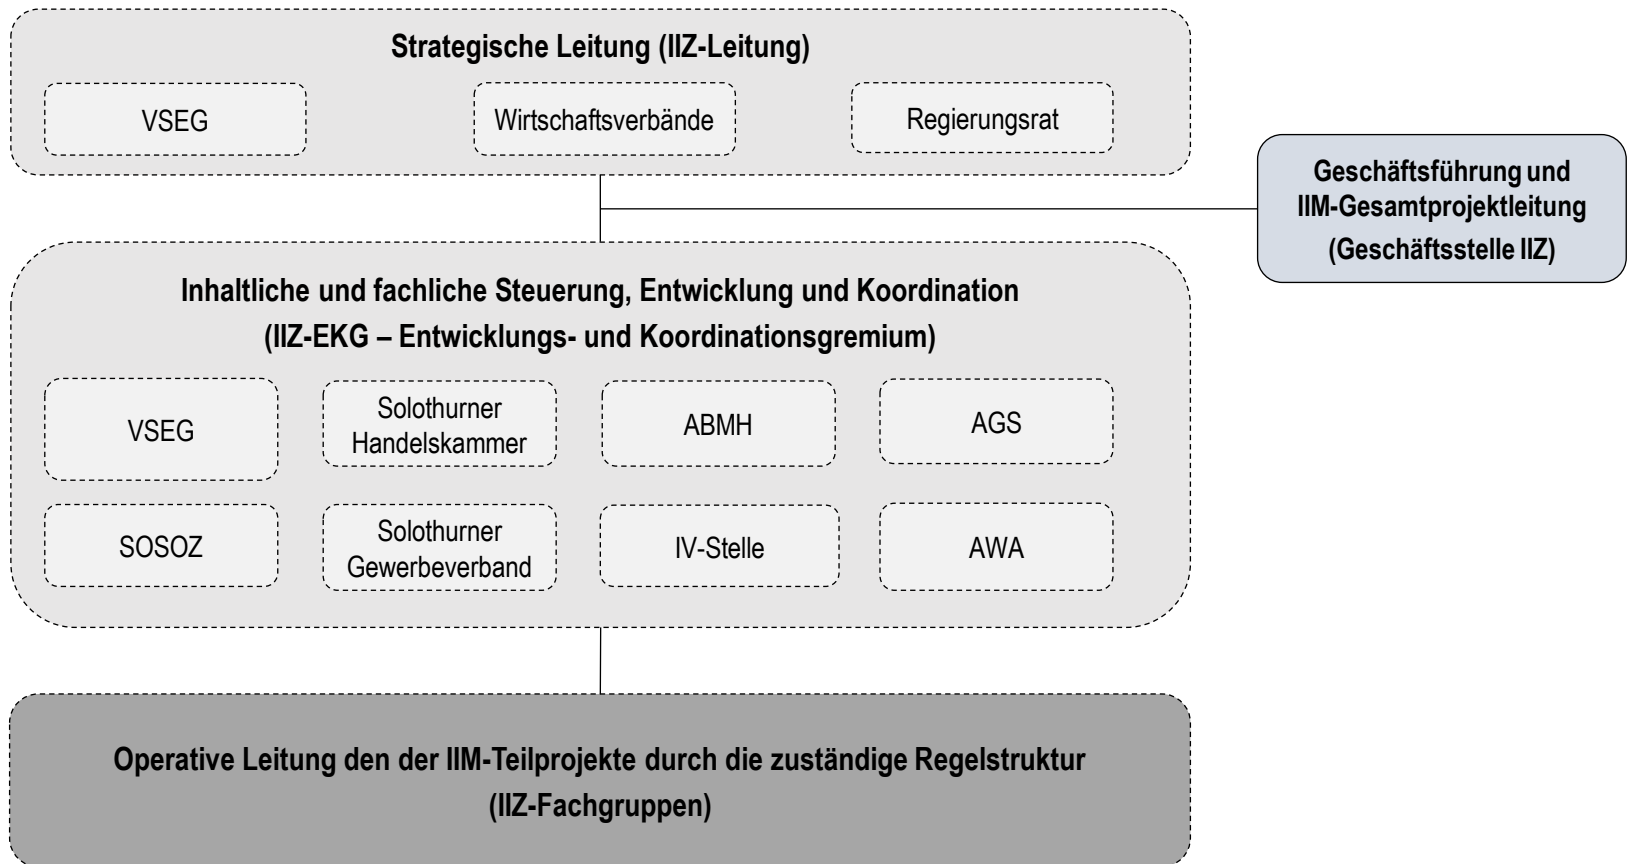 Strategische Leitung (IIZ-Leitung)
VSEG
Wirtschaftsverbände
Regierungsrat
Geschäftsführung und
IIM-Gesamtprojektleitung
(Geschäftsstelle IIZ)
Inhaltliche und fachliche Steuerung, Entwicklung und Koordination
(IIZ-EKG – Entwicklungs- und Koordinationsgremium)
VSEG
Solothurner
Handelskammer
ABMH
AGS
SOSOZ
Solothurner
Gewerbeverband
IV-Stelle
AWA
Operative Leitung den der IIM-Teilprojekte durch die zuständige Regelstruktur
(IIZ-Fachgruppen)